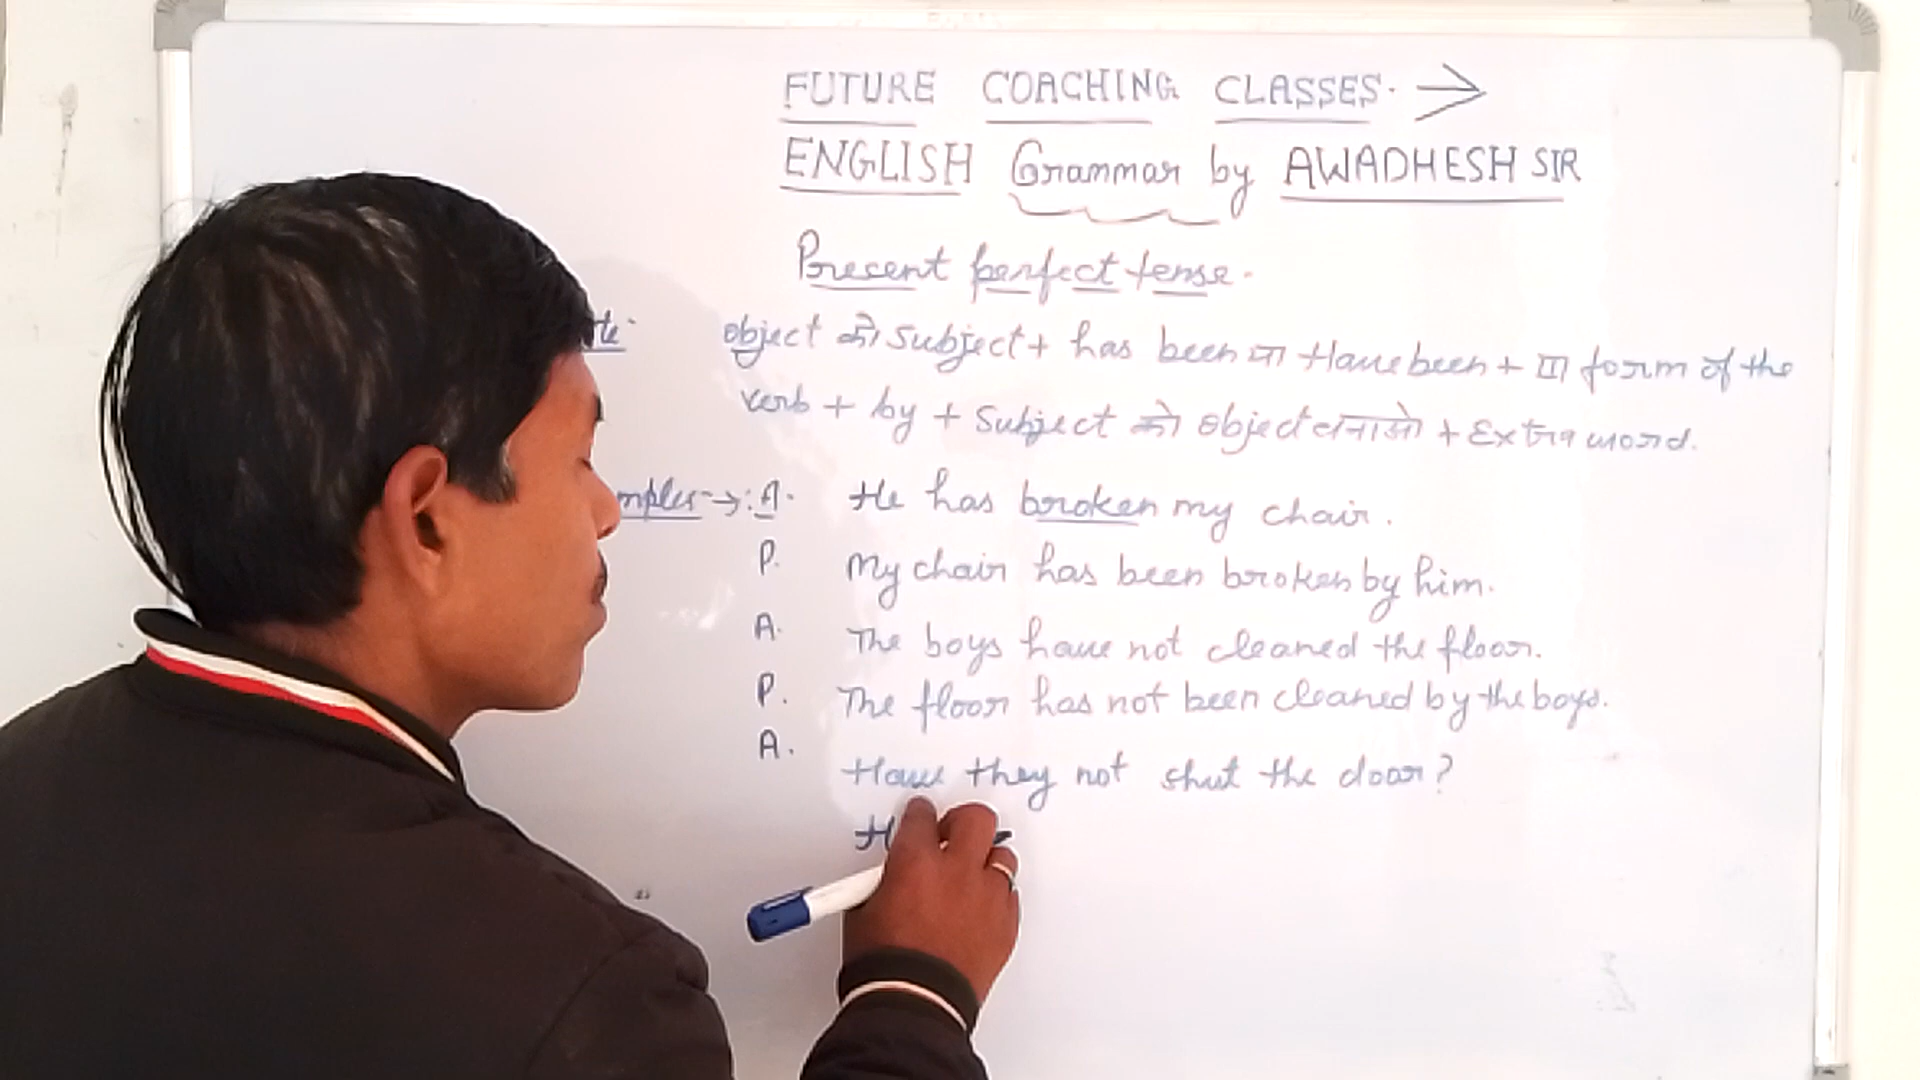 FUTURE COACHING CLASSES. →
ENGLISH Grammar by AWADHESH SIR
Present perfect tense.
object को subject + has been या Have been + III form of the
verb + by + Subject को object बनाओ + Extra word.
→: A. He has broken my chair.
P. My chair has been broken by him.
A. The boys have not cleaned the floor.
P. The floor has not been cleaned by the boys.
A. Have they not shut the door?